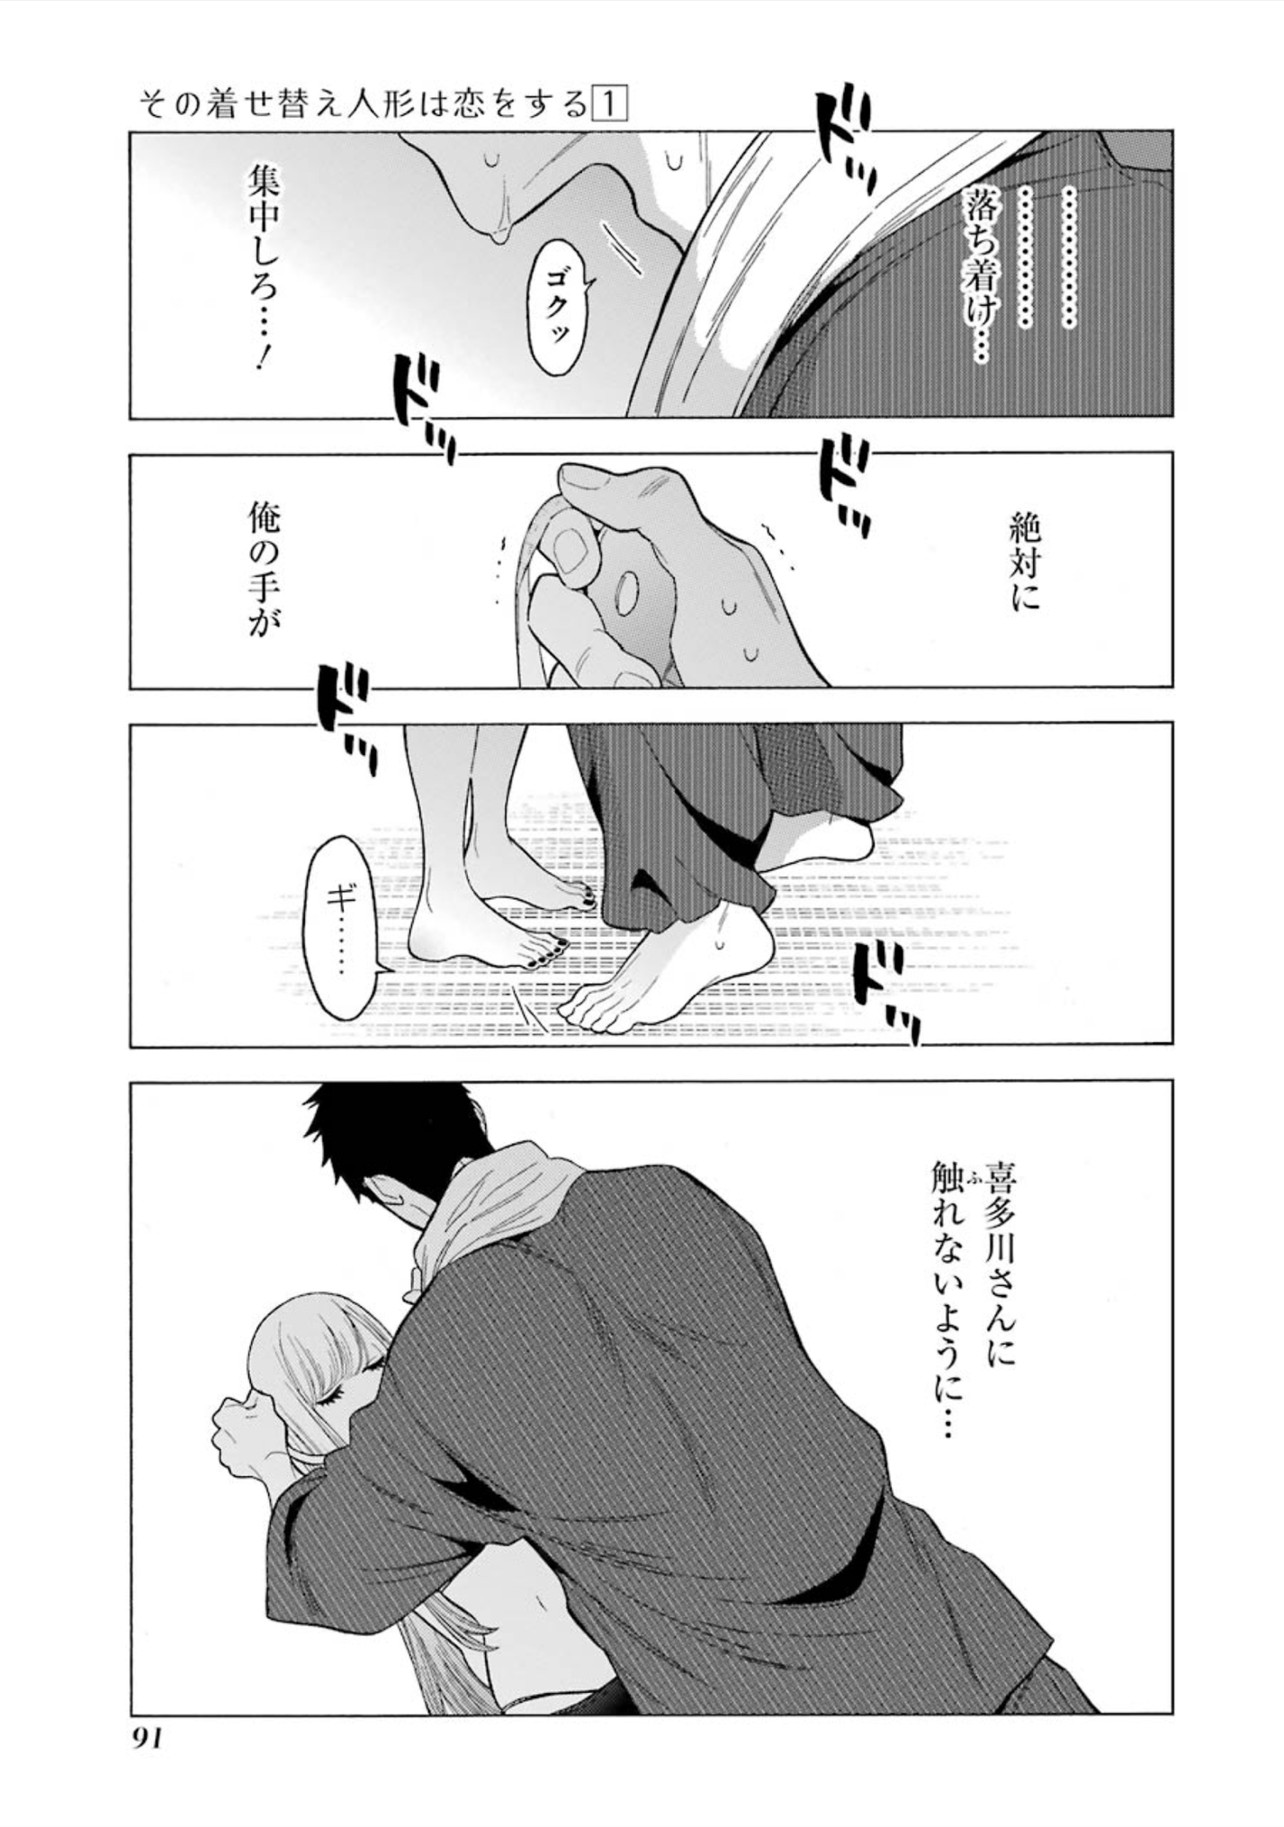 その着せ替え人形は恋をする1
ドッ
…………
…………
落ち着け…
ゴクッ
集中しろ…！
ドッ
ドッ
絶対に
俺の手が
ドッ
ギ……
ドッ
喜多川さんに
触れないように…
ふ
91